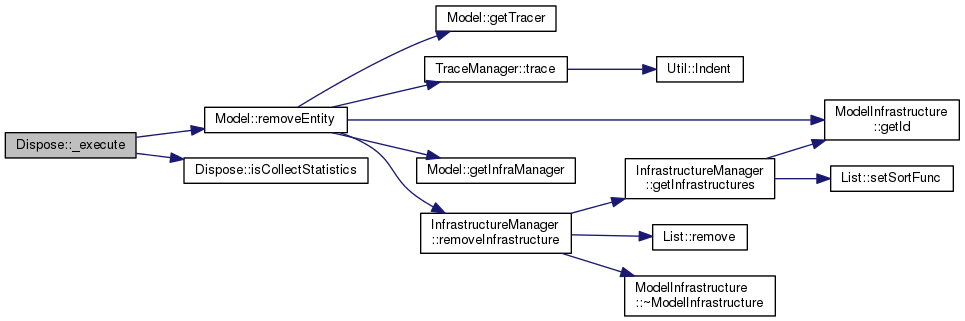 Dispose::_execute
Model::removeEntity
Dispose::isCollectStatistics
Model::getTracer
TraceManager::trace
Util::Indent
Model::getInfraManager
InfrastructureManager
::removeInfrastructure
InfrastructureManager
::getInfrastructures
List::remove
ModelInfrastructure
::~ModelInfrastructure
ModelInfrastructure
::getId
List::setSortFunc